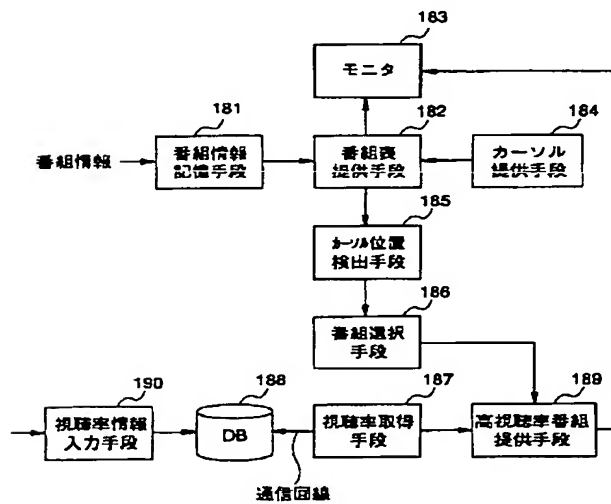 183
モニタ
181
182
184
番組情報
番組情報
記憶手段
番組表
提供手段
カーソル
提供手段
185
カーソル位置
検出手段
186
番組選択
手段
190
188
187
189
視聴率情報
入力手段
DB
視聴率取得
手段
高視聴率番組
提供手段
通信回線